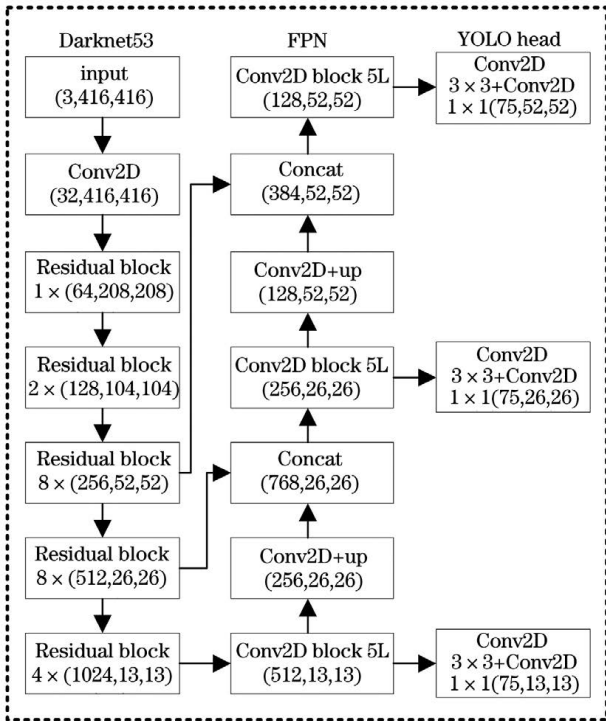 Darknet53
input
(3,416,416)
Conv2D
(32,416,416)
Residual block
1 × (64,208,208)
Residual block
2 × (128,104,104)
Residual block
8 × (256,52,52)
Residual block
8 × (512,26,26)
Residual block
4 × (1024,13,13)
FPN
Conv2D block 5L
(128,52,52)
Concat
(384,52,52)
Conv2D+up
(128,52,52)
Conv2D block 5L
(256,26,26)
Concat
(768,26,26)
Conv2D+up
(256,26,26)
Conv2D block 5L
(512,13,13)
YOLO head
Conv2D
3 × 3+Conv2D
1 × 1(75,52,52)
Conv2D
3 × 3+Conv2D
1 × 1(75,26,26)
Conv2D
3 × 3+Conv2D
1 × 1(75,13,13)